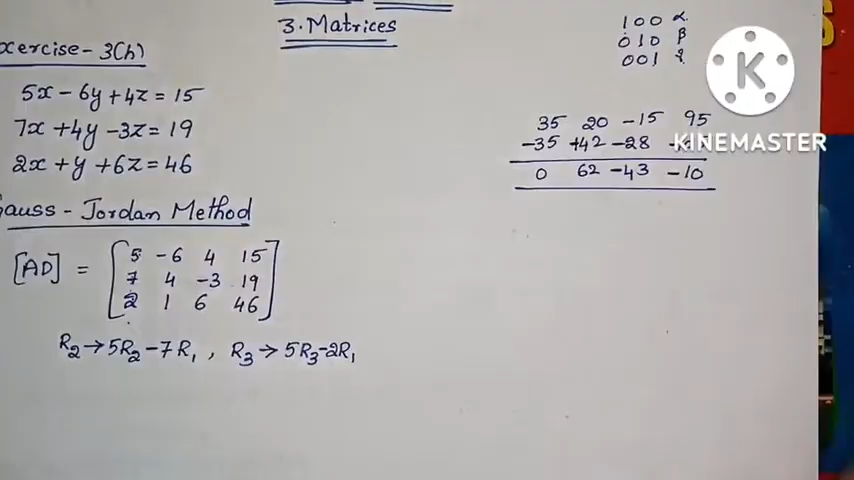 3. Matrices
xercise - 3(h)
5x - 6y + 4z = 15
7x + 4y - 3z = 19
2x + y + 6z = 46
Gauss - Jordan Method
[AD] = [5 -6 4 15
7 4 -3 19
2 1 6 46]
R₂ → 5R₂ - 7R₁ , R₃ → 5R₃ - 2R₁
1 0 0 α
0 1 0 β
0 0 1
35 20 -15 95
-35 +42 -28
0 62 -43 -10
K
KINEMASTER
S